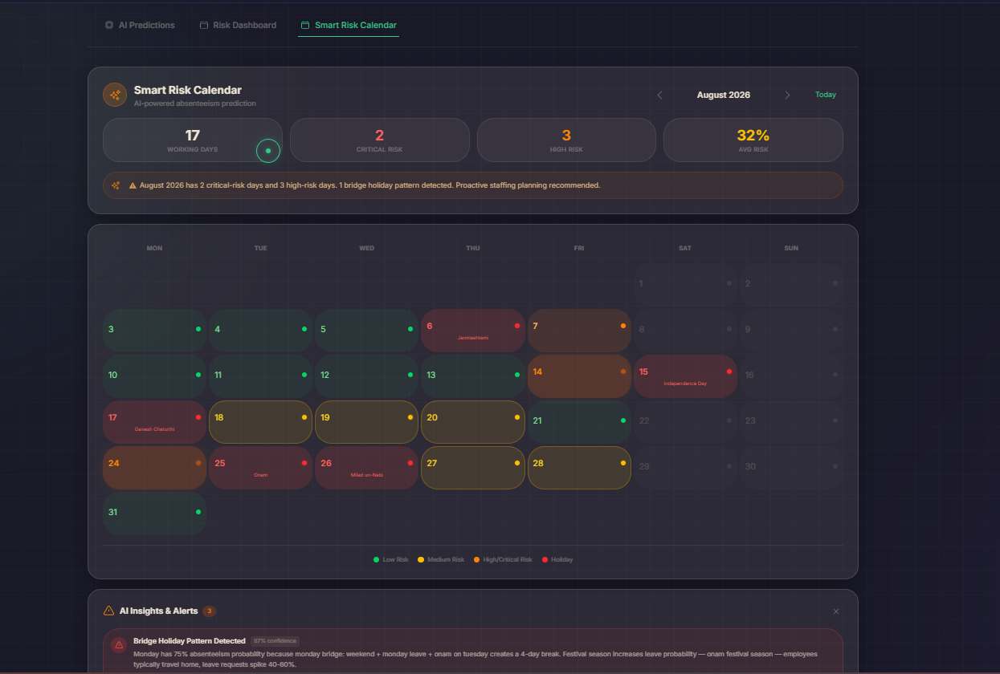 AI Predictions Risk Dashboard Smart Risk Calendar
Smart Risk Calendar
AI-powered absenteeism prediction
August 2026
Today
17
WORKING DAYS
2
CRITICAL RISK
3
HIGH RISK
32%
AVG RISK
August 2026 has 2 critical-risk days and 3 high-risk days. 1 bridge holiday pattern detected. Proactive staffing planning recommended.
MON TUE WED THU FRI SAT SUN
1 2
3 4 5 6 7 8 9
Janmashtami
10 11 12 13 14 15 16
Independence Day
17 18 19 20 21 22 23
Ganesh Chaturthi
24 25 26 27 28 29 30
Onam Milad un-Nabi
31
Low Risk Medium Risk High/Critical Risk Holiday
AI Insights & Alerts 3
Bridge Holiday Pattern Detected 87% confidence
Monday has 75% absenteeism probability because monday bridge: weekend + monday leave + onam on tuesday creates a 4-day break. Festival season increases leave probability — onam festival season — employees
typically travel home, leave requests spike 40-60%.